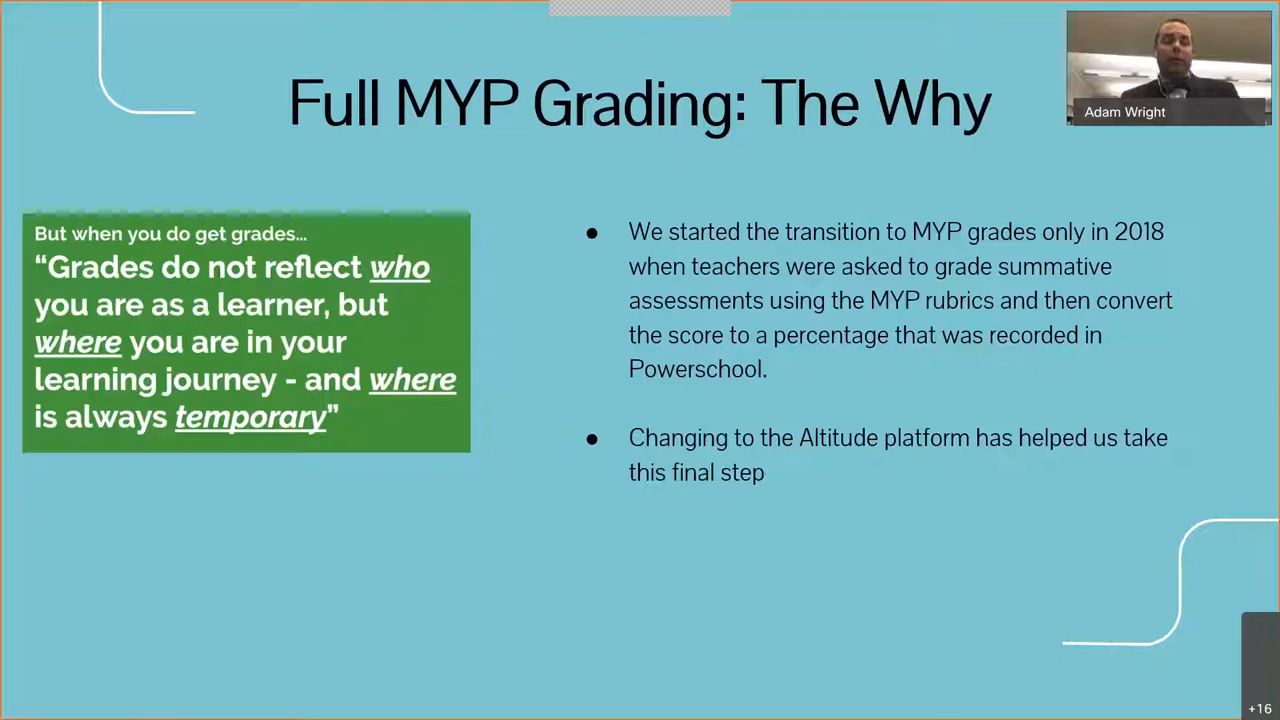 Full MYP Grading: The Why
Adam Wright
But when you do get grades...
“Grades do not reflect who
you are as a learner, but
where you are in your
learning journey - and where
is always temporary”
● We started the transition to MYP grades only in 2018
when teachers were asked to grade summative
assessments using the MYP rubrics and then convert
the score to a percentage that was recorded in
Powerschool.
● Changing to the Altitude platform has helped us take
this final step
+16